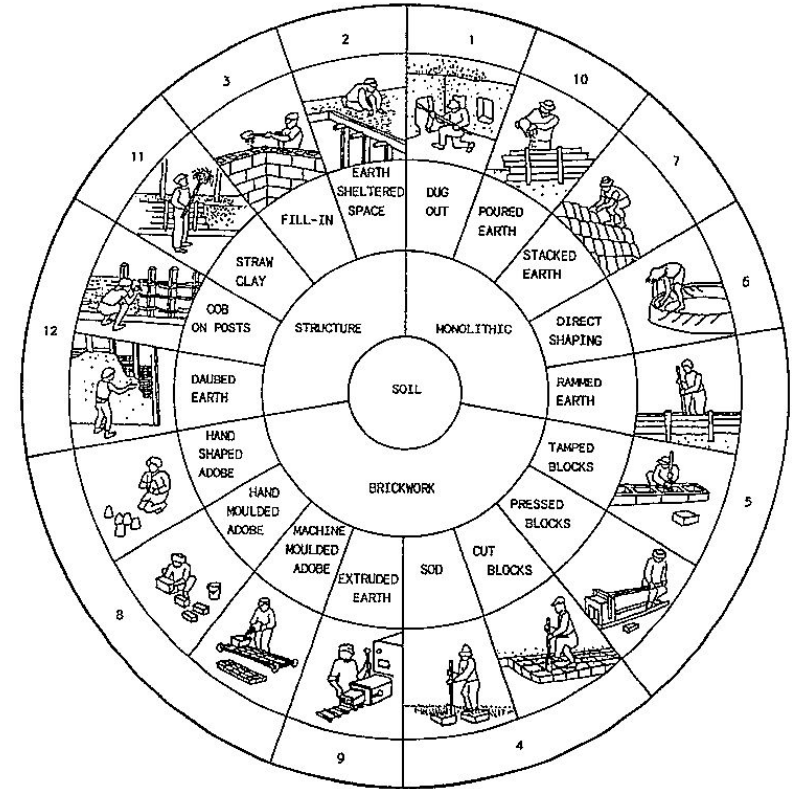 1
10
7
6
5
4
9
8
12
11
3
2
DUG
OUT
POURED
EARTH
STACKED
EARTH
DIRECT
SHAPING
RAMMED
EARTH
TAMPED
BLOCKS
PRESSED
BLOCKS
CUT
BLOCKS
SOD
EXTRUDED
EARTH
MACHINE
MOULDED
ADOBE
HAND
MOULDED
ADOBE
HAND
SHAPED
ADOBE
DAUBED
EARTH
COB
ON POSTS
STRAW
CLAY
FILL-IN
EARTH
SHELTERED
SPACE
STRUCTURE
MONOLITHIC
BRICKWORK
SOIL